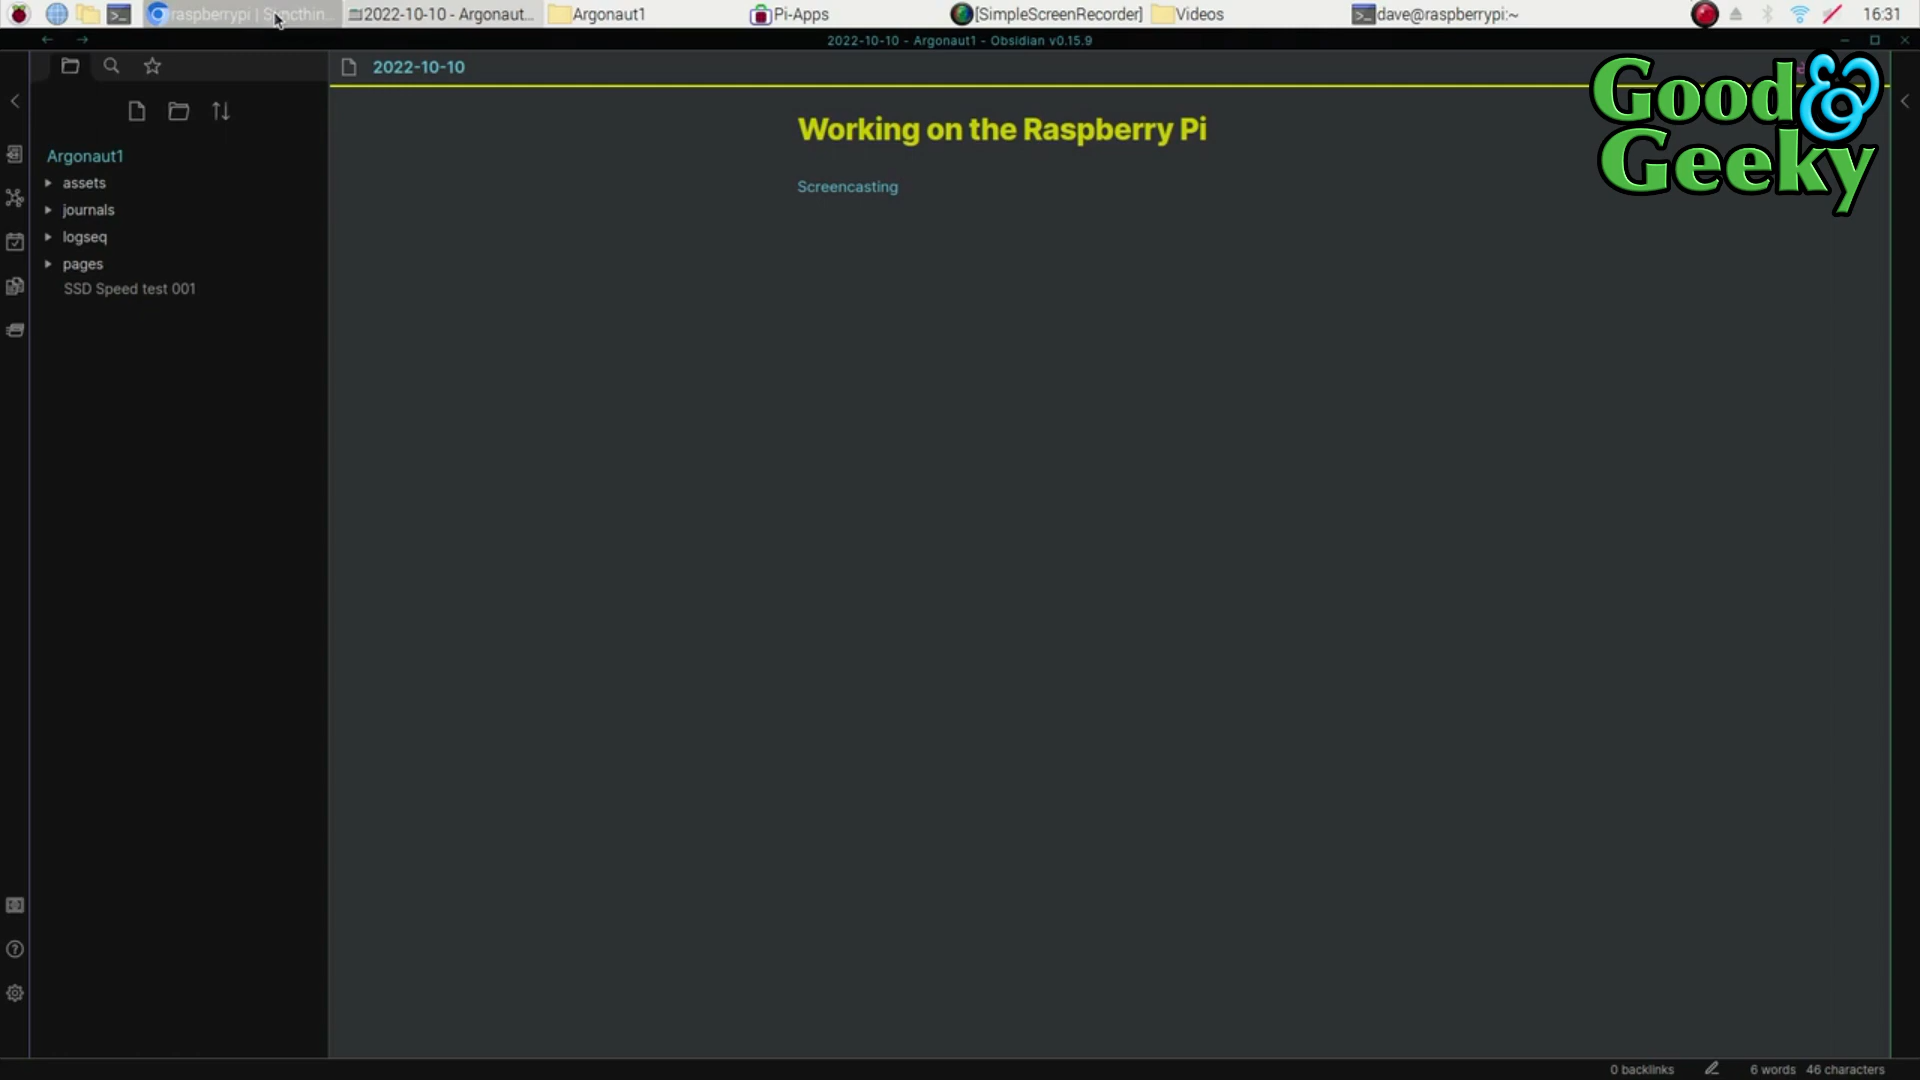 raspberrypi | Syncthin...
2022-10-10 - Argonaut...
Argonaut1
Pi-Apps
[SimpleScreenRecorder]
Videos
dave@raspberrypi:~
16:31
2022-10-10 - Argonaut1 - Obsidian v0.15.9
2022-10-10
Good&
Geeky
Working on the Raspberry Pi
Screencasting
Argonaut1
assets
journals
logseq
pages
SSD Speed test 001
0 backlinks
6 words
46 characters